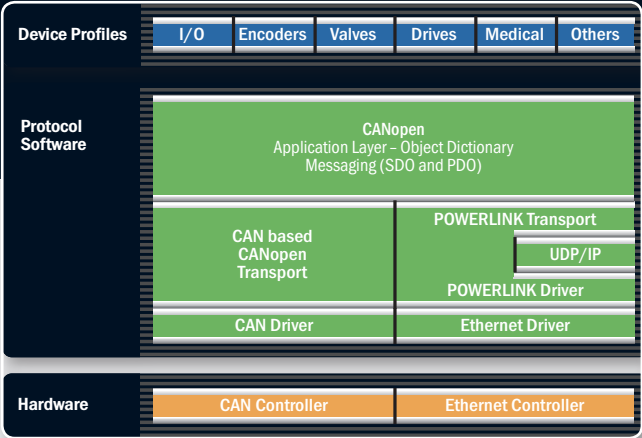 Device Profiles
I/O
Encoders
Valves
Drives
Medical
Others
Protocol
Software
CANopen
Application Layer – Object Dictionary
Messaging (SDO and PDO)
CAN based
CANopen
Transport
POWERLINK Transport
UDP/IP
POWERLINK Driver
CAN Driver
Ethernet Driver
Hardware
CAN Controller
Ethernet Controller